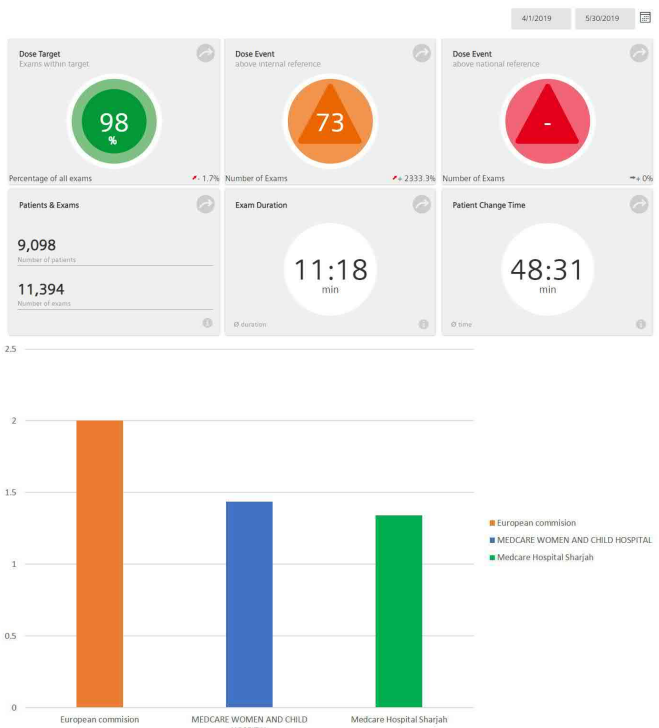 4/1/2019 5/30/2019
Dose Target
Exams within target
98
%
Percentage of all exams - 1.7%
Dose Event
above internal reference
73
Number of Exams + 2333.3%
Dose Event
above national reference
-
Number of Exams + 0%
Patients & Exams
9,098
Number of patients
11,394
Number of exams
Exam Duration
11:18
min
Ø duration
Patient Change Time
48:31
min
Ø time
2.5
2
1.5
1
0.5
0
European commision
MEDCARE WOMEN AND CHILD
Medcare Hospital Sharjah
European commision
MEDCARE WOMEN AND CHILD HOSPITAL
Medcare Hospital Sharjah